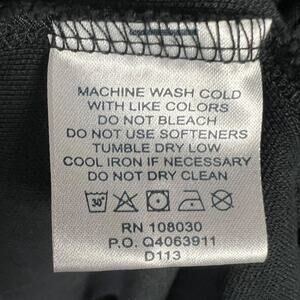 MACHINE WASH COLD
WITH LIKE COLORS
DO NOT BLEACH
DO NOT USE SOFTENERS
TUMBLE DRY LOW
COOL IRON IF NECESSARY
DO NOT DRY CLEAN
30°
RN 108030
P.O. Q4063911
D113